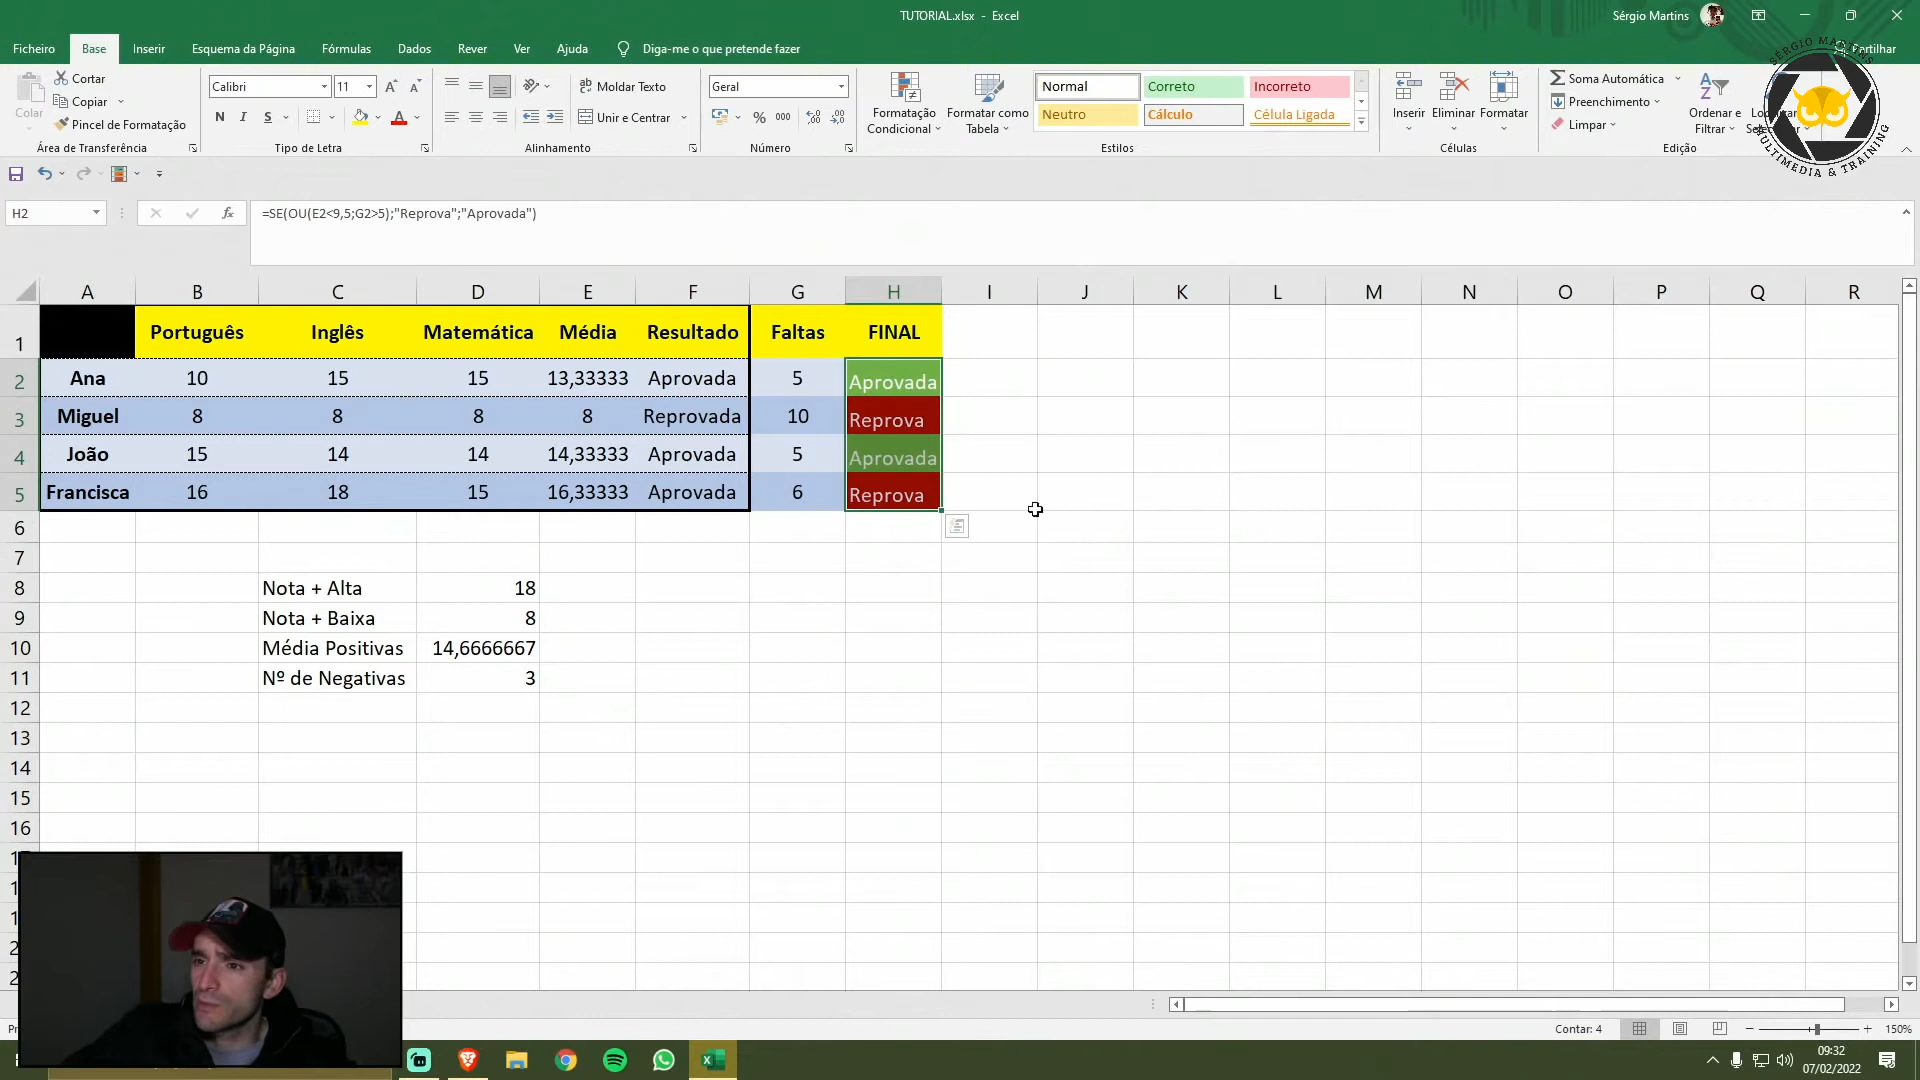 TUTORIAL.xlsx - Excel
Sérgio Martins
Ficheiro Base Inserir Esquema da Página Fórmulas Dados Rever Ver Ajuda Diga-me o que pretende fazer
SÉRGIO MARTINS
MULTIMEDIA & TRAINING
Cortar
Copiar
Pincel de Formatação
Colar
Área de Transferência
Calibri 11
N I S
Tipo de Letra
Moldar Texto
Unir e Centrar
Alinhamento
Geral
% 000
Número
Formatação Condicional
Formatar como Tabela
Normal Correto Incorreto
Neutro Cálculo Célula Ligada
Estilos
Inserir Eliminar Formatar
Células
Soma Automática
Preenchimento
Limpar
Ordenar e Filtrar
Edição
H2 fx =SE(OU(E2<9,5;G2>5);"Reprova";"Aprovada")
A B C D E F G H I J K L M N O P Q R
1 Português Inglês Matemática Média Resultado Faltas FINAL
2 Ana 10 15 15 13,33333 Aprovada 5 Aprovada
3 Miguel 8 8 8 8 Reprovada 10 Reprova
4 João 15 14 14 14,33333 Aprovada 5 Aprovada
5 Francisca 16 18 15 16,33333 Aprovada 6 Reprova
6
7
8 Nota + Alta 18
9 Nota + Baixa 8
10 Média Positivas 14,6666667
11 Nº de Negativas 3
12
13
14
15
16
Contar: 4
150%
09:32
07/02/2022